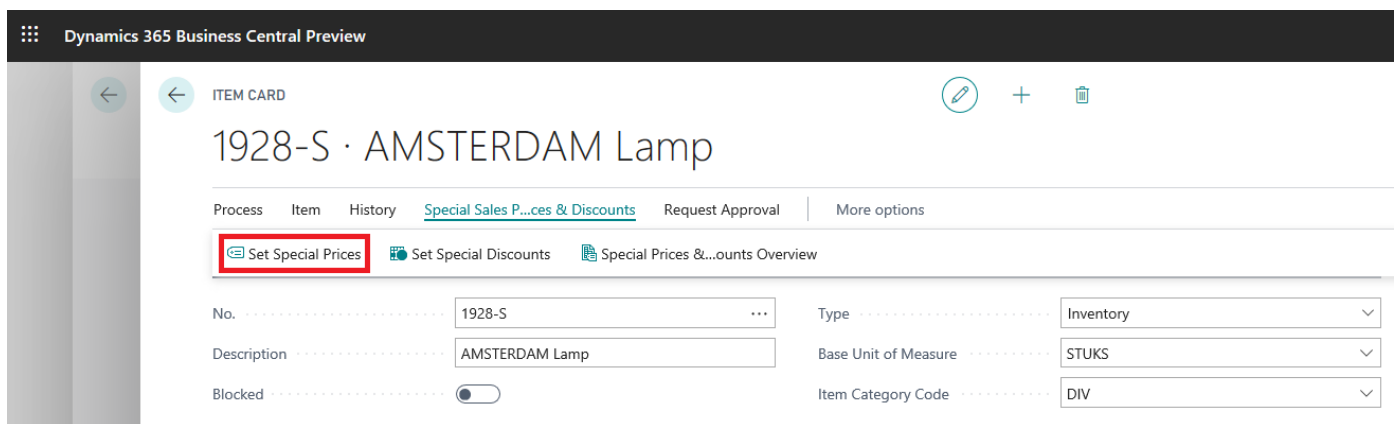 Dynamics 365 Business Central Preview
ITEM CARD
1928-S · AMSTERDAM Lamp
Process Item History Special Sales P...ces & Discounts Request Approval More options
Set Special Prices Set Special Discounts Special Prices &...ounts Overview
No. 1928-S ... Type Inventory
Description AMSTERDAM Lamp Base Unit of Measure STUKS
Blocked Item Category Code DIV